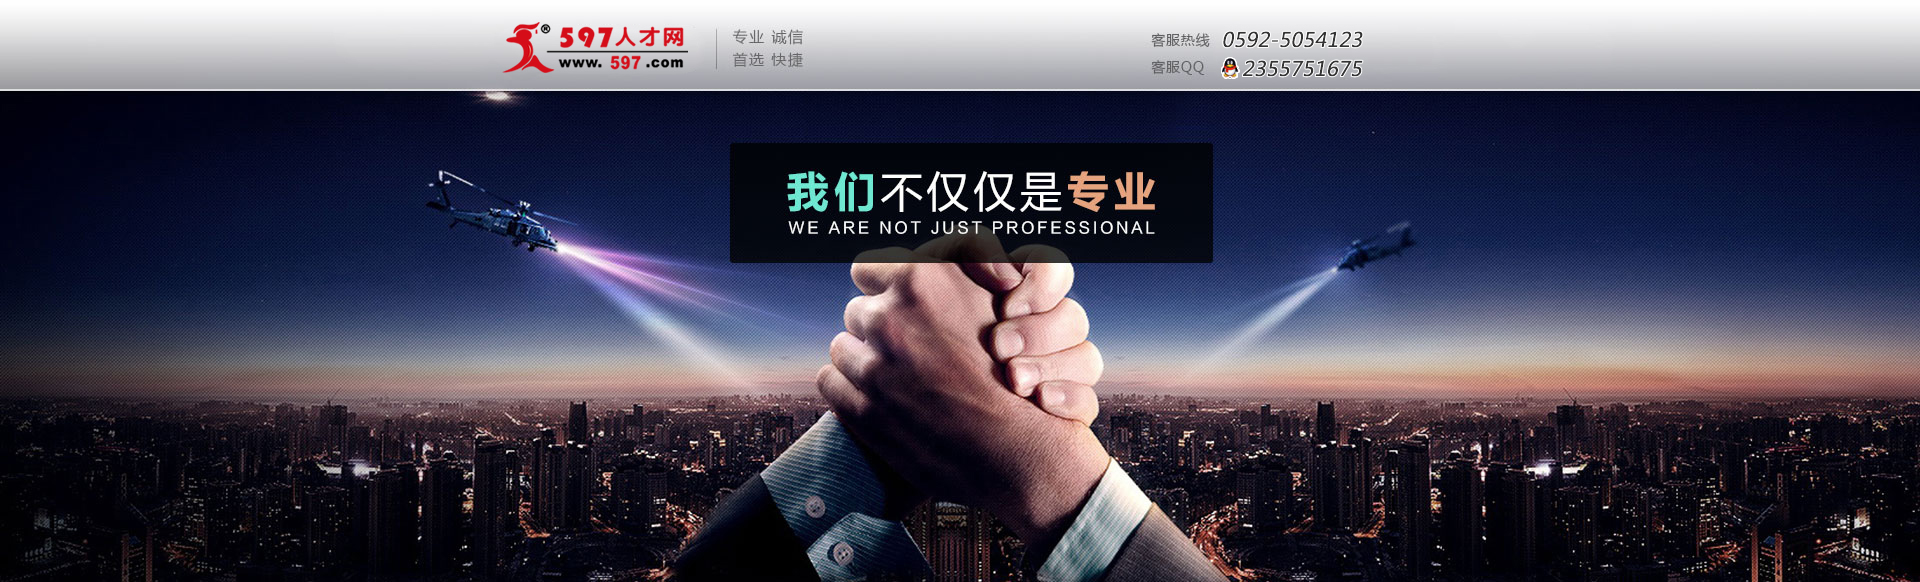 597人才网
www. 597 .com
专业 诚信
首选 快捷
客服热线 0592-5054123
客服QQ 2355751675
我们不仅仅是专业
WE ARE NOT JUST PROFESSIONAL